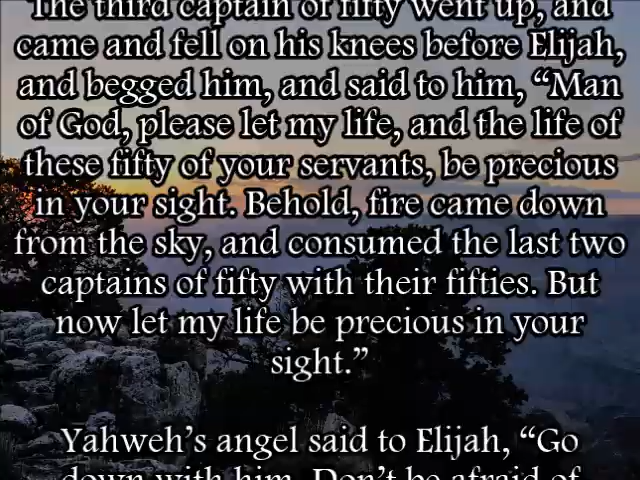 The third captain of fifty went up, and
came and fell on his knees before Elijah,
and begged him, and said to him, “Man
of God, please let my life, and the life of
these fifty of your servants, be precious
in your sight. Behold, fire came down
from the sky, and consumed the last two
captains of fifty with their fifties. But
now let my life be precious in your
sight.”
Yahweh’s angel said to Elijah, “Go
down with him. Don’t be afraid of